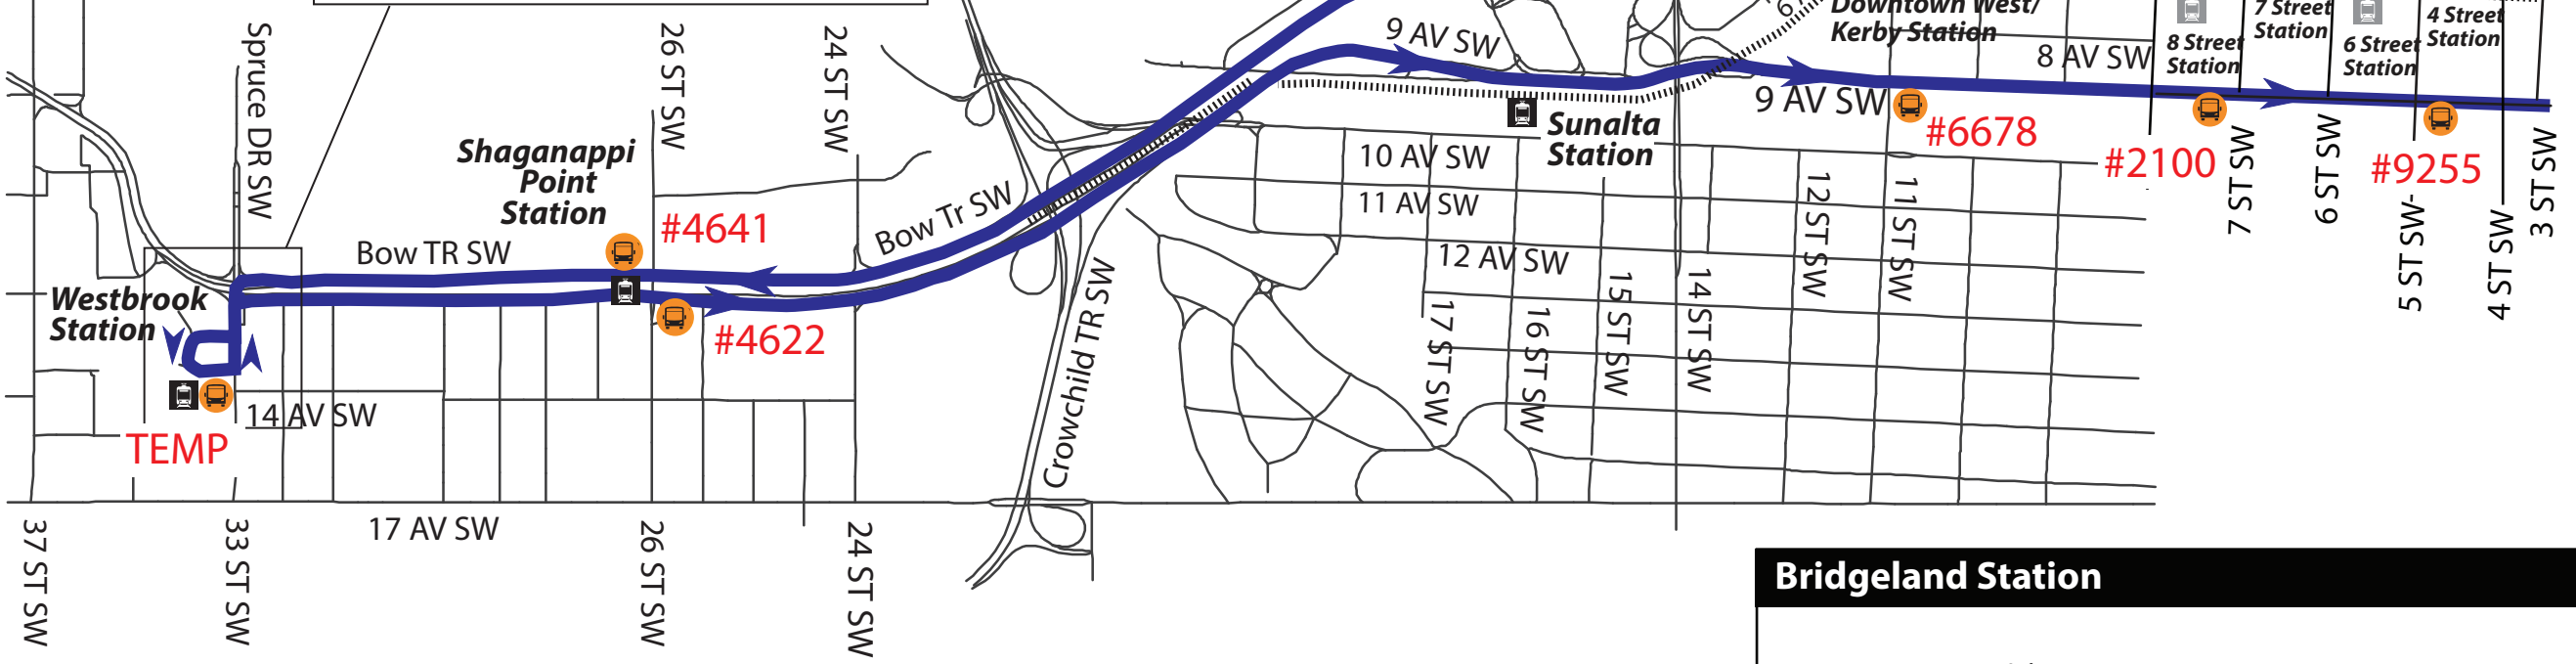 Spruce DR SW
26 ST SW
24 ST SW
9 AV SW
6
Downtown West/
Kerby Station
8 AV SW
8 Street
Station
7 Street
Station
6 Street
Station
4 Street
Station
Shaganappi
Point
Station
#4641
Bow Tr SW
Bow TR SW
Westbrook
Station
#4622
TEMP
14 AV SW
Crowchild TR SW
Sunalta
Station
9 AV SW
#6678
#2100
#9255
10 AV SW
11 AV SW
12 AV SW
17 ST SW
16 ST SW
15 ST SW
14 ST SW
12 ST SW
11 ST SW
7 ST SW
6 ST SW
5 ST SW
4 ST SW
3 ST SW
37 ST SW
33 ST SW
17 AV SW
26 ST SW
24 ST SW
Bridgeland Station